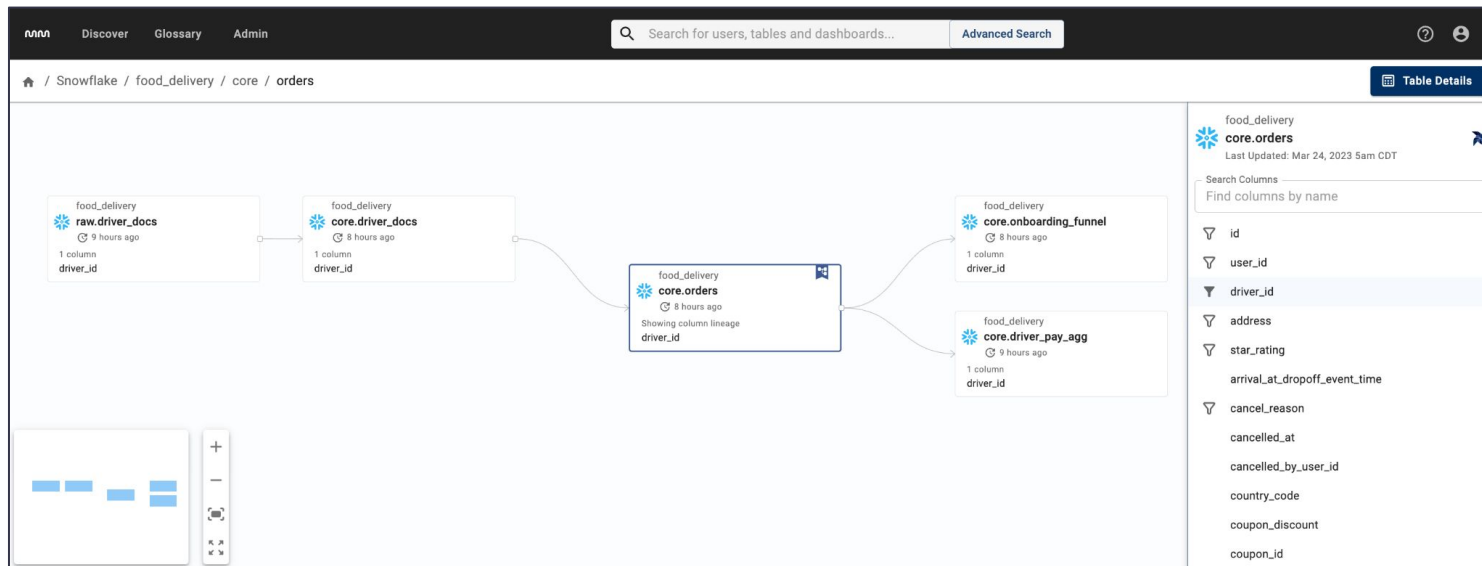 Discover Glossary Admin Search for users, tables and dashboards... Advanced Search
/ Snowflake / food_delivery / core / orders Table Details
food_delivery
raw.driver_docs
9 hours ago
1 column
driver_id
food_delivery
core.driver_docs
8 hours ago
1 column
driver_id
food_delivery
core.orders
8 hours ago
Showing column lineage
driver_id
food_delivery
core.onboarding_funnel
8 hours ago
1 column
driver_id
food_delivery
core.driver_pay_agg
9 hours ago
1 column
driver_id
food_delivery
core.orders
Last Updated: Mar 24, 2023 5am CDT
Search Columns
Find columns by name
id
user_id
driver_id
address
star_rating
arrival_at_dropoff_event_time
cancel_reason
cancelled_at
cancelled_by_user_id
country_code
coupon_discount
coupon_id